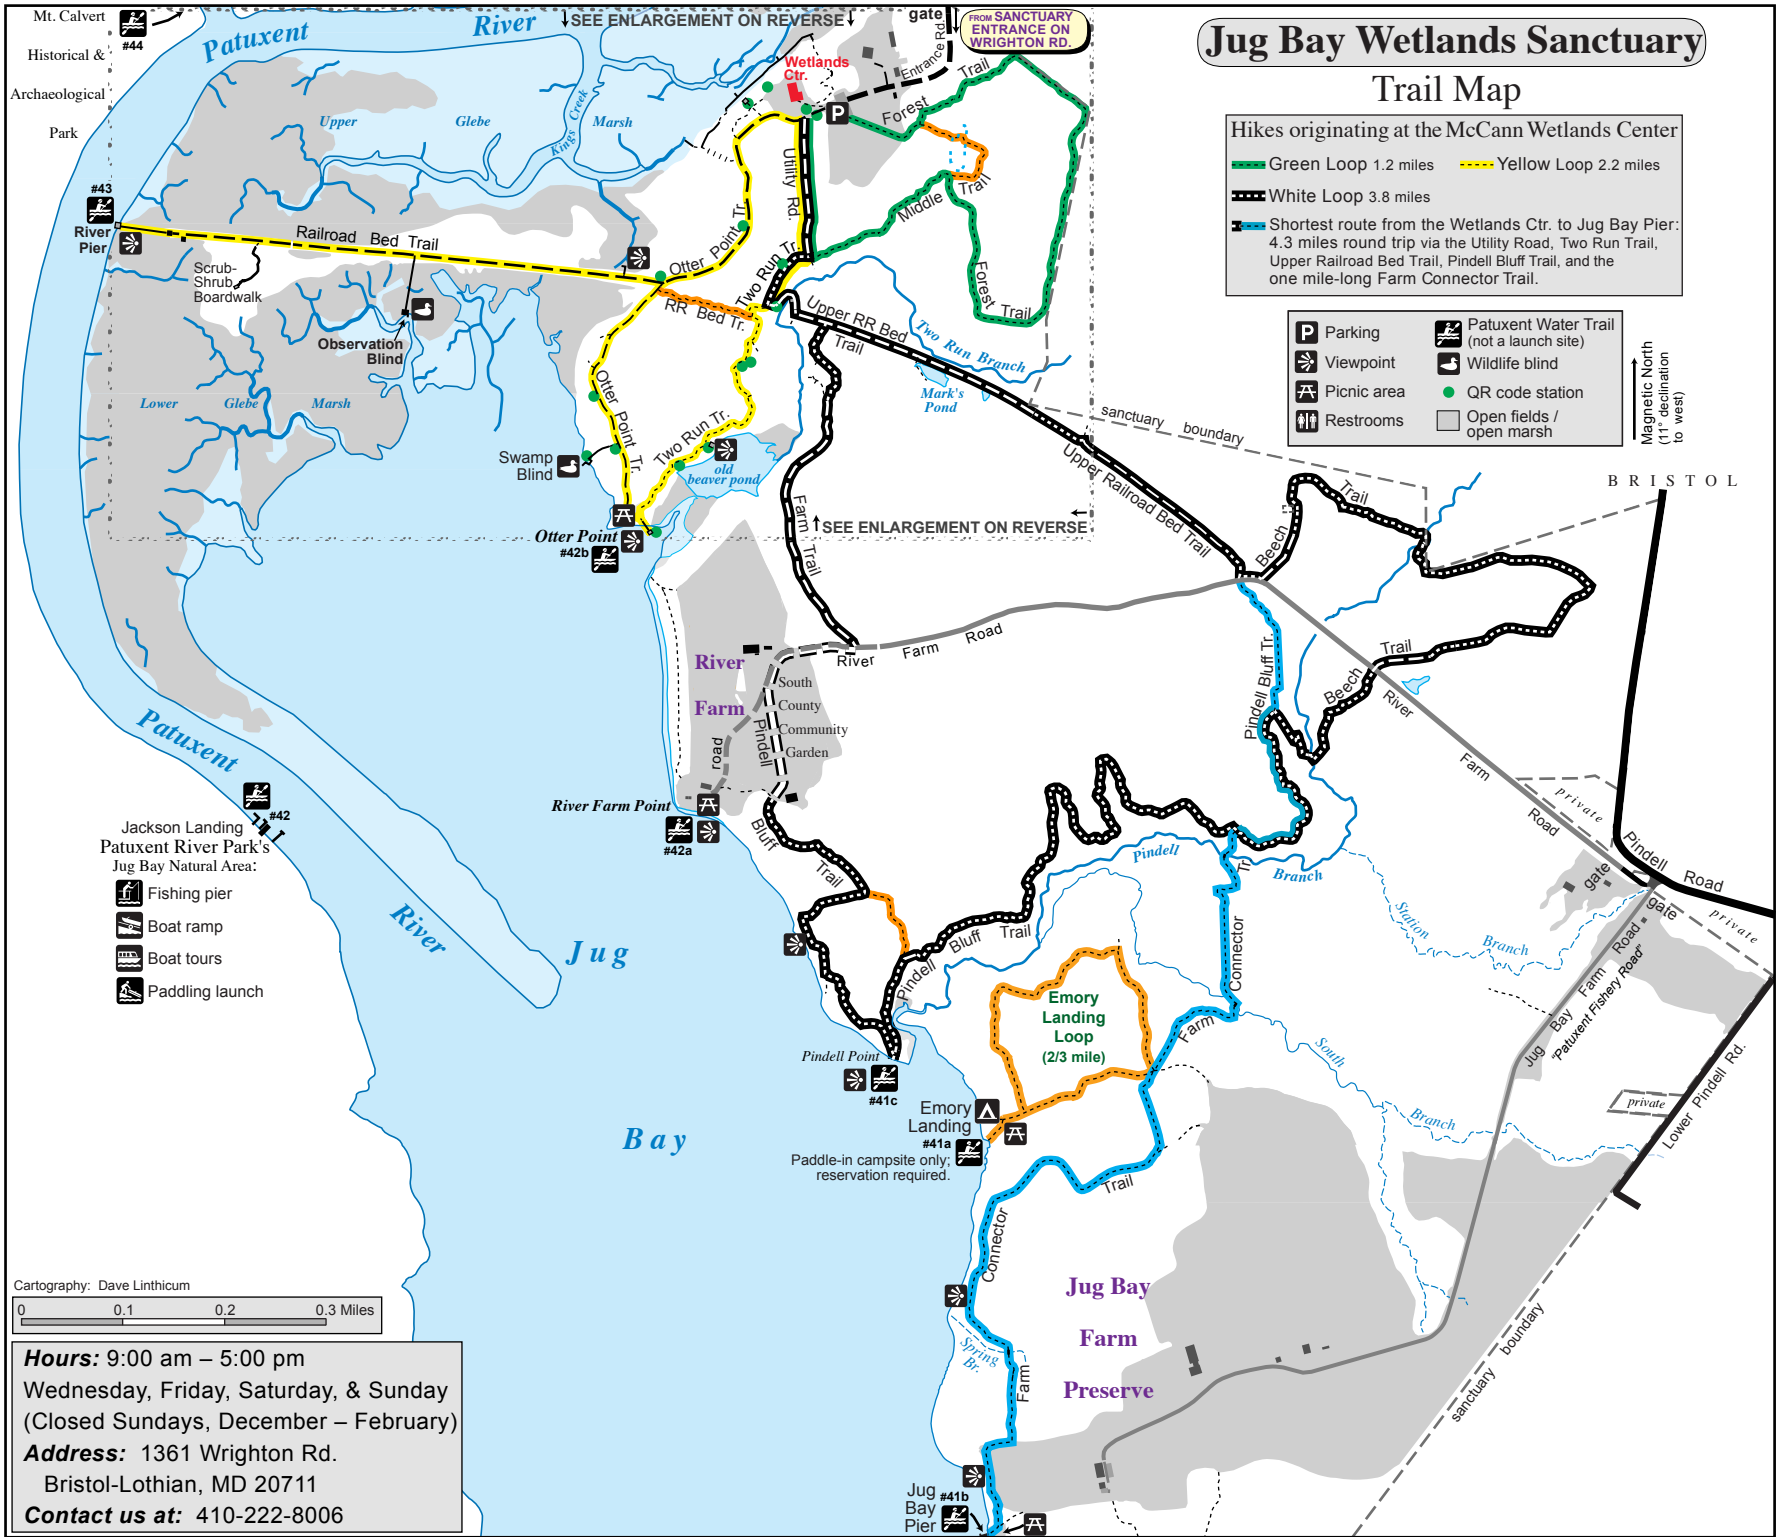 Jug Bay Wetlands Sanctuary
Trail Map
Hikes originating at the McCann Wetlands Center
Green Loop 1.2 miles
Yellow Loop 2.2 miles
White Loop 3.8 miles
Shortest route from the Wetlands Ctr. to Jug Bay Pier:
4.3 miles round trip via the Utility Road, Two Run Trail,
Upper Railroad Bed Trail, Pindell Bluff Trail, and the
one mile-long Farm Connector Trail.
P Parking
Viewpoint
Picnic area
Restrooms
Patuxent Water Trail
(not a launch site)
Wildlife blind
QR code station
Open fields /
open marsh
Magnetic North
(11° declination
to west)
Mt. Calvert
Historical &
Archaeological
Park
#44
Patuxent
River
↓SEE ENLARGEMENT ON REVERSE↓
gate
FROM SANCTUARY
ENTRANCE ON
WRIGHTON RD.
Entrance Rd.
Wetlands
Ctr.
P
Forest
Trail
Upper
Glebe
Marsh
Kings Creek
Utility Rd.
Middle
Trail
Forest
Trail
#43
River
Pier
Railroad Bed Trail
Scrub-
Shrub
Boardwalk
Observation
Blind
Otter Point Tr.
Two Run Tr.
RR Bed Tr.
Upper RR Bed
Trail
Two Run Branch
Mark's
Pond
Lower
Glebe
Marsh
Otter Point Tr.
Two Run Tr.
Swamp
Blind
old
beaver pond
Otter Point
#42b
Farm Trail
↑SEE ENLARGEMENT ON REVERSE
sanctuary boundary
Upper Railroad Bed Trail
BRISTOL
Beech
Trail
River Farm Road
River
Farm
South
County
Community
Garden
road
Pindell
Bluff
Trail
River Farm Point
#42a
Pindell Bluff Tr.
Beech
Trail
River
Farm
Road
private
Pindell
Road
gate
gate
private
Patuxent
River
#42
Jackson Landing
Patuxent River Park's
Jug Bay Natural Area:
Fishing pier
Boat ramp
Boat tours
Paddling launch
Jug
Bay
Pindell
Bluff
Trail
Pindell
Branch
Tr.
Connector
Farm
Station
Branch
Jug Bay Farm Road
"Patuxent Fishery Road"
Emory
Landing
Loop
(2/3 mile)
Pindell Point
#41c
Emory
Landing
#41a
Paddle-in campsite only;
reservation required.
South
Branch
private
Lower Pindell Rd.
Trail
Connector
Farm
Spring
Br.
Jug Bay
Farm
Preserve
sanctuary boundary
Jug
Bay
Pier
#41b
Cartography: Dave Linthicum
0 0.1 0.2 0.3 Miles
Hours: 9:00 am – 5:00 pm
Wednesday, Friday, Saturday, & Sunday
(Closed Sundays, December – February)
Address: 1361 Wrighton Rd.
Bristol-Lothian, MD 20711
Contact us at: 410-222-8006